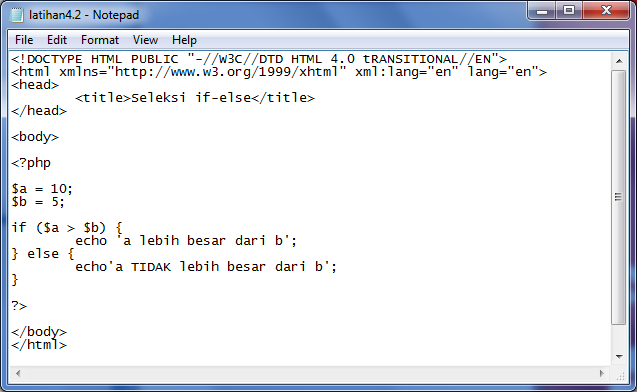 latihan4.2 - Notepad
File Edit Format View Help
<!DOCTYPE HTML PUBLIC "-//W3C//DTD HTML 4.0 tRANSITIONAL//EN">
<html xmlns="http://www.w3.org/1999/xhtml" xml:lang="en" lang="en">
<head>
	<title>Seleksi if-else</title>
</head>

<body>

<?php

$a = 10;
$b = 5;

if ($a > $b) {
	echo 'a lebih besar dari b';
} else {
	echo'a TIDAK lebih besar dari b';
}

?>

</body>
</html>